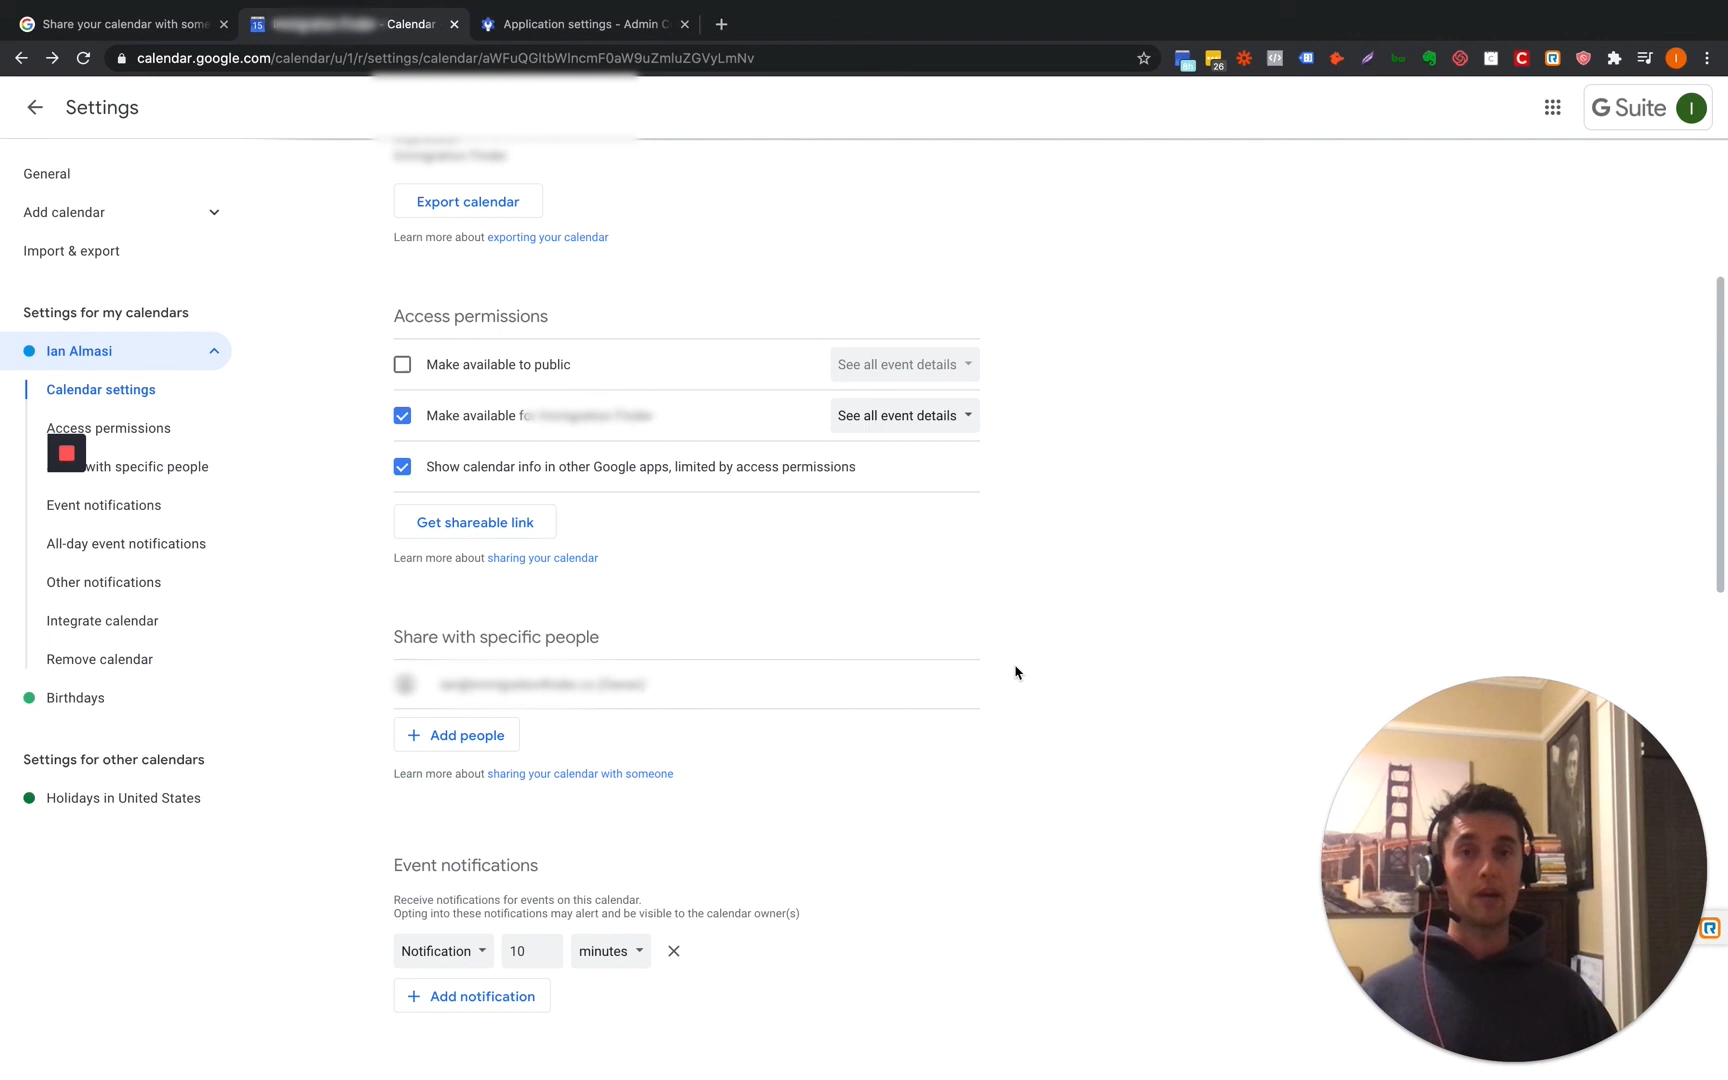 Share your calendar with som
- Calendar
Application settings - Admin C
calendar.google.com/calendar/u/1/r/settings/calendar/aWFuQGltbWlncmF0aW9uZmluZGVyLmNv
Settings
G Suite
I
General
Add calendar
Import & export
Settings for my calendars
Ian Almasi
Calendar settings
Access permissions
with specific people
Event notifications
All-day event notifications
Other notifications
Integrate calendar
Remove calendar
Birthdays
Settings for other calendars
Holidays in United States
Export calendar
Learn more about exporting your calendar
Access permissions
Make available to public
See all event details
Make available
See all event details
Show calendar info in other Google apps, limited by access permissions
Get shareable link
Learn more about sharing your calendar
Share with specific people
+ Add people
Learn more about sharing your calendar with someone
Event notifications
Receive notifications for events on this calendar.
Opting into these notifications may alert and be visible to the calendar owner(s)
Notification 10 minutes
+ Add notification